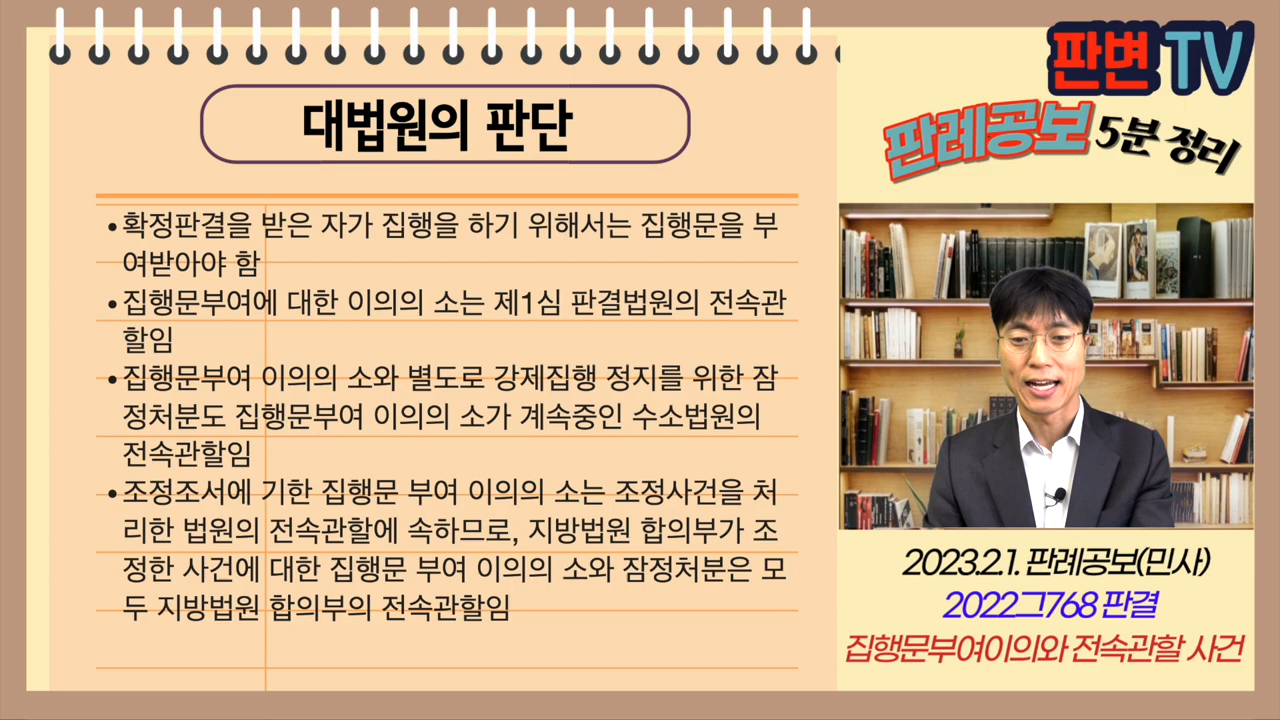 대법원의 판단
•확정판결을 받은 자가 집행을 하기 위해서는 집행문을 부
여받아야 함
•집행문부여에 대한 이의의 소는 제1심 판결법원의 전속관
할임
•집행문부여 이의의 소와 별도로 강제집행 정지를 위한 잠
정처분도 집행문부여 이의의 소가 계속중인 수소법원의
전속관할임
•조정조서에 기한 집행문 부여 이의의 소는 조정사건을 처
리한 법원의 전속관할에 속하므로, 지방법원 합의부가 조
정한 사건에 대한 집행문 부여 이의의 소와 잠정처분은 모
두 지방법원 합의부의 전속관할임
판변 TV
판례공보 5분 정리
2023.2.1. 판례공보(민사)
2022그768 판결
집행문부여이의와 전속관할 사건